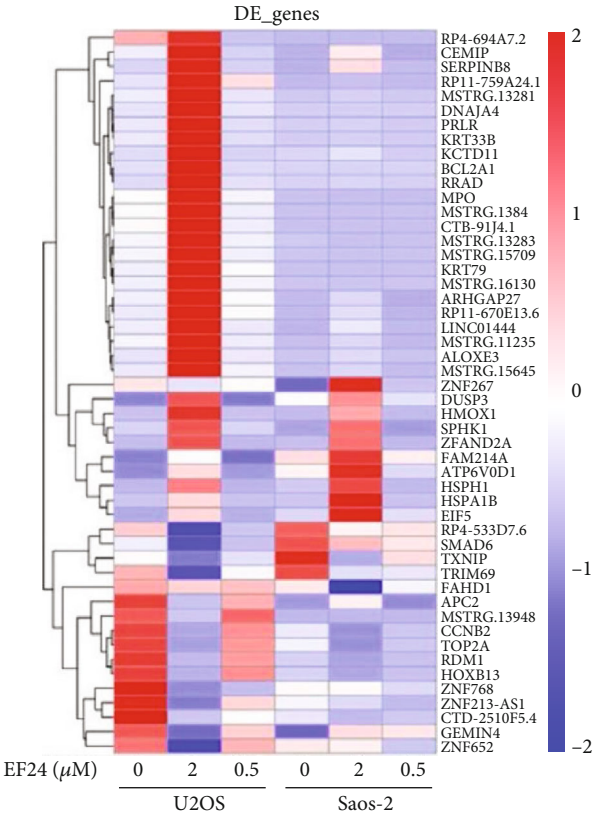 DE_genes
RP4-694A7.2
CEMIP
SERPINB8
RP11-759A24.1
MSTRG.13281
DNAJA4
PRLR
KRT33B
KCTD11
BCL2A1
RRAD
MPO
MSTRG.1384
CTB-91J4.1
MSTRG.13283
MSTRG.15709
KRT79
MSTRG.16130
ARHGAP27
RP11-670E13.6
LINC01444
MSTRG.11235
ALOXE3
MSTRG.15645
ZNF267
DUSP3
HMOX1
SPHK1
ZFAND2A
FAM214A
ATP6V0D1
HSPH1
HSPA1B
EIF5
RP4-533D7.6
SMAD6
TXNIP
TRIM69
FAHD1
APC2
MSTRG.13948
CCNB2
TOP2A
RDM1
HOXB13
ZNF768
ZNF213-AS1
CTD-2510F5.4
GEMIN4
ZNF652
2
1
0
−1
−2
EF24 (μM) 0 2 0.5 0 2 0.5
U2OS Saos-2